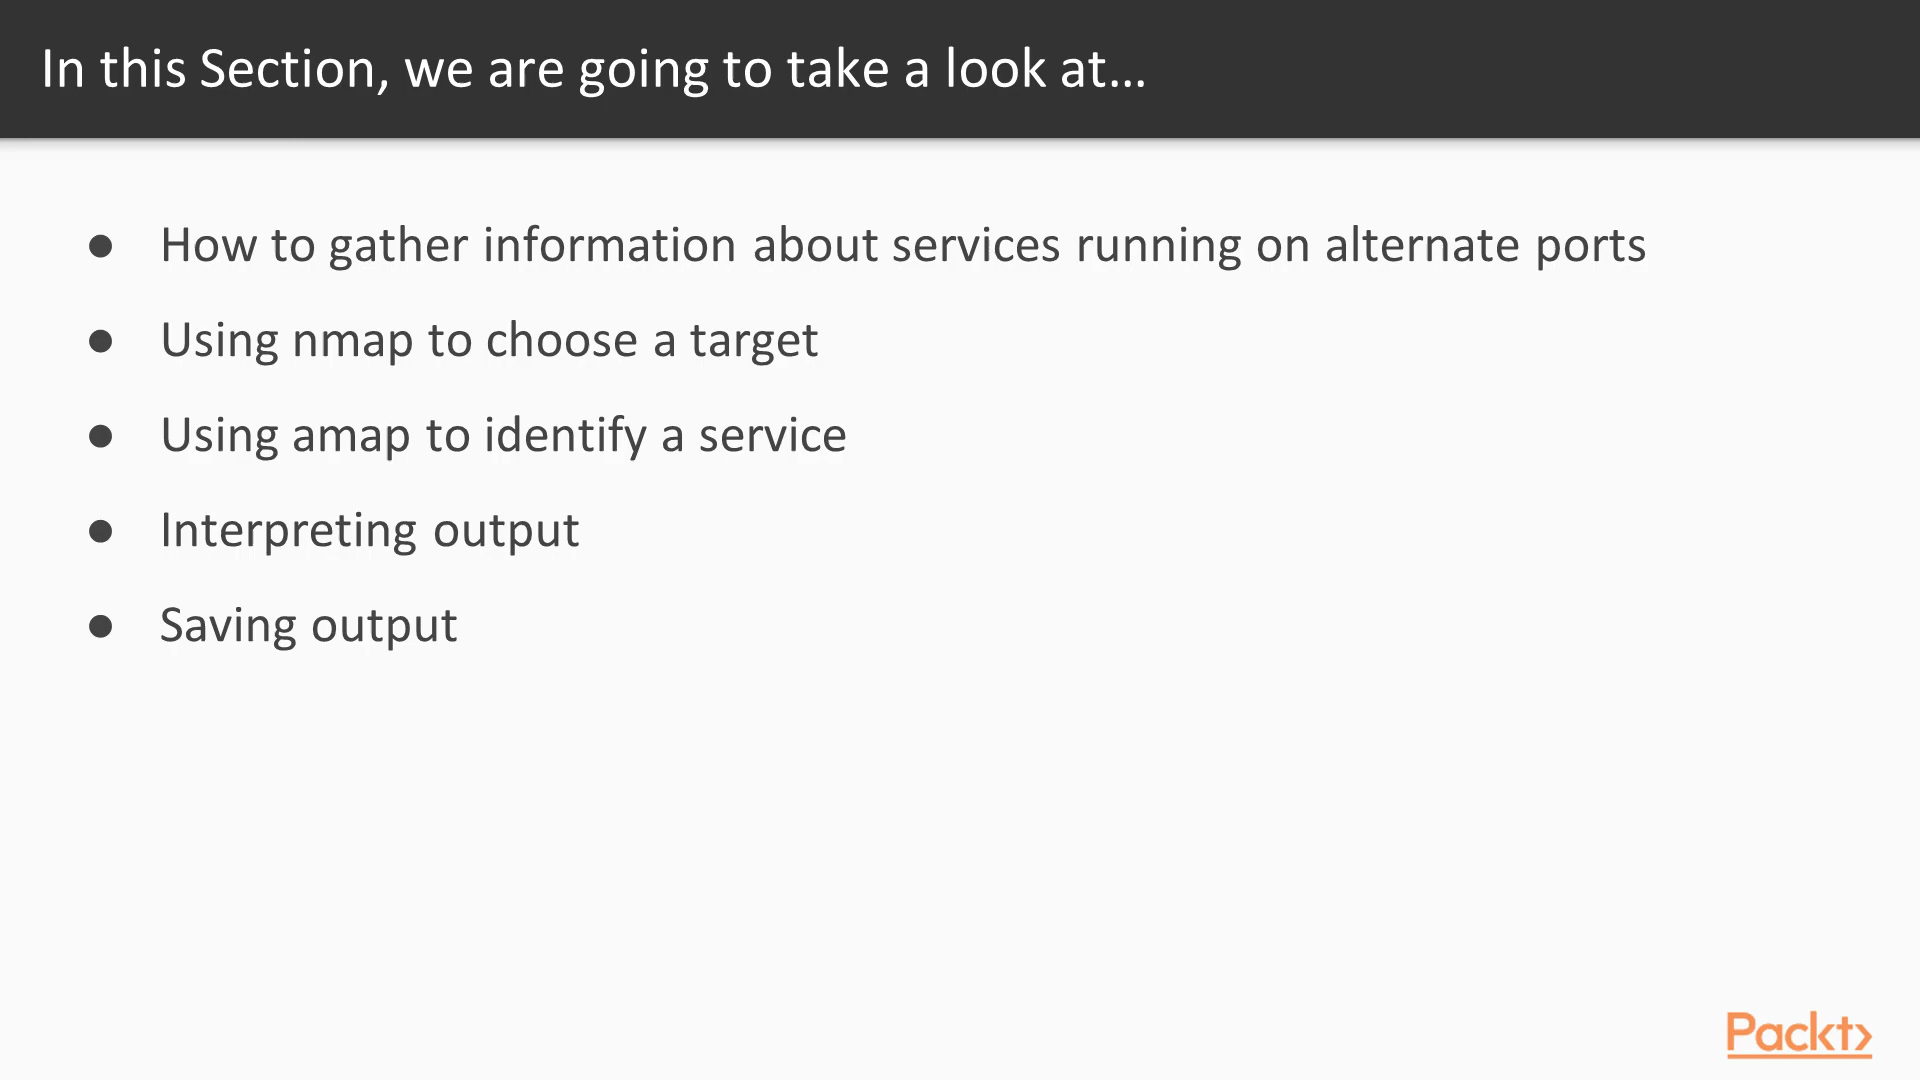 In this Section, we are going to take a look at…
● How to gather information about services running on alternate ports
● Using nmap to choose a target
● Using amap to identify a service
● Interpreting output
● Saving output
Packt>